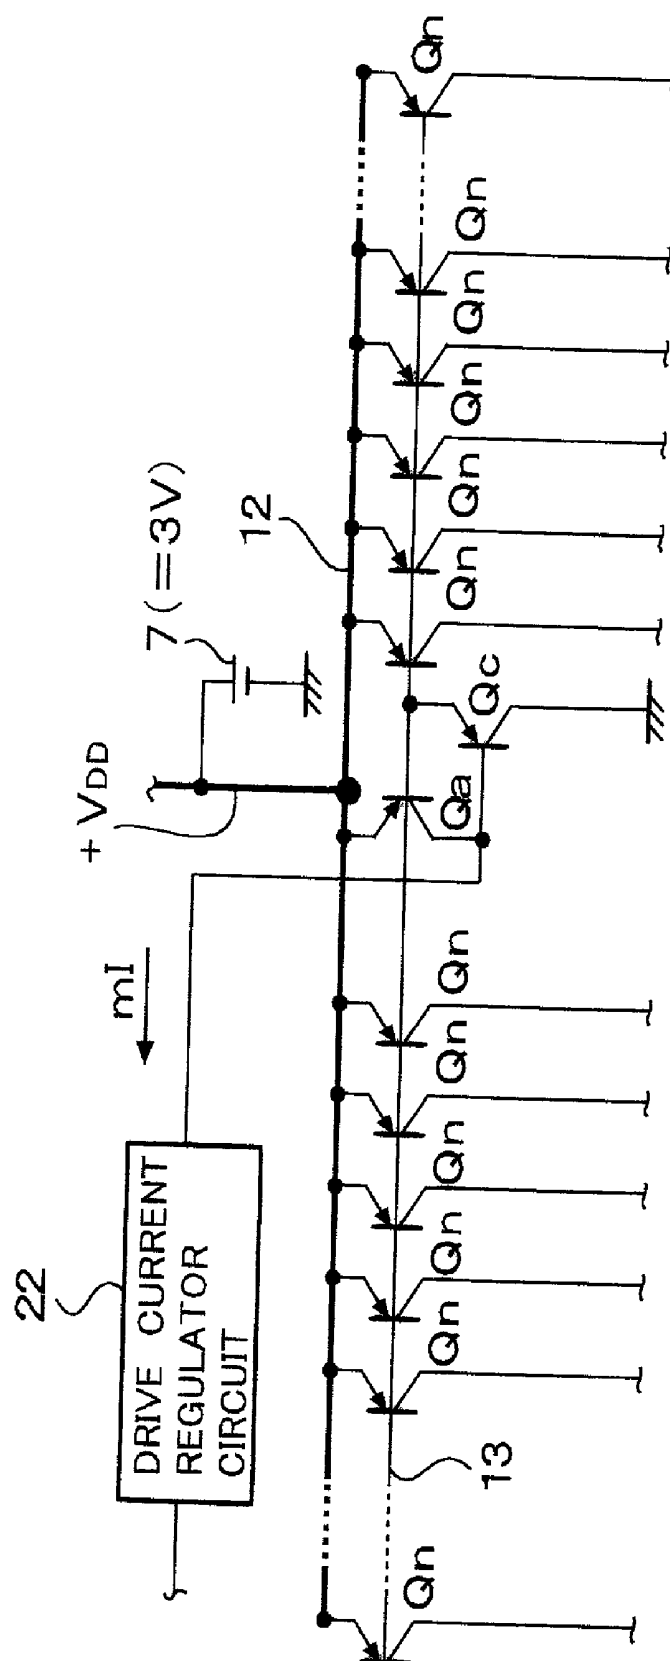 22
DRIVE CURRENT
REGULATOR
CIRCUIT
mI
+ VDD
7 (=3V)
12
Qn
Qn
Qn
Qn
Qn
Qn
Qa
Qc
Qn
Qn
Qn
Qn
Qn
Qn
13